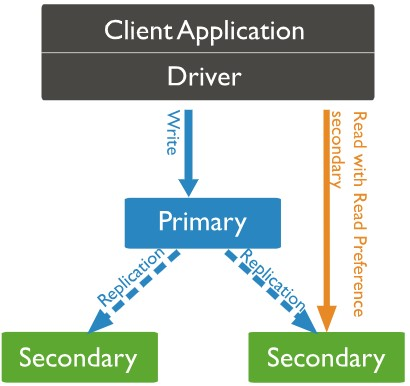 Client Application
Driver
Write
Read with Read Preference
secondary
Primary
Replication
Replication
Secondary
Secondary